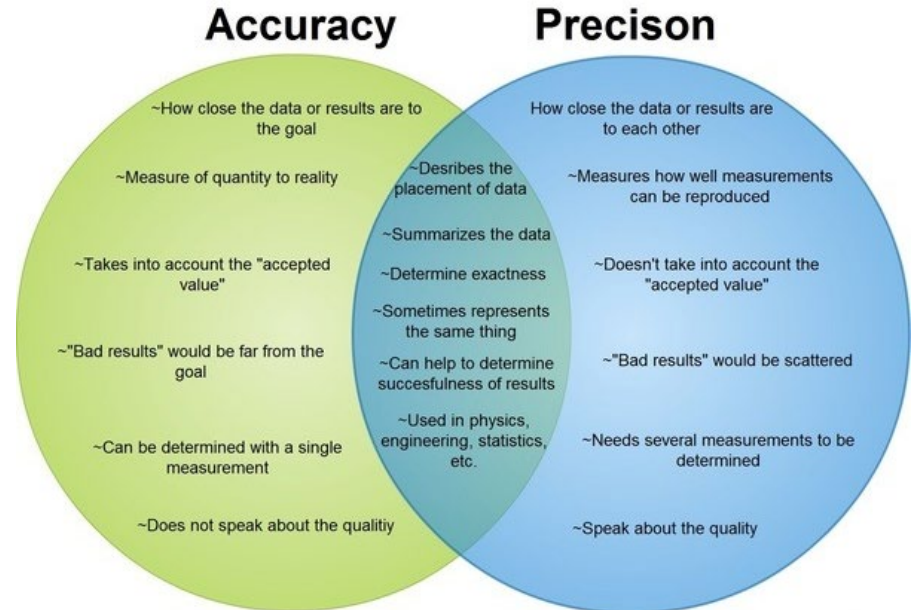 Accuracy
Precison
~How close the data or results are to
the goal
~Measure of quantity to reality
~Takes into account the "accepted
value"
~"Bad results" would be far from the
goal
~Can be determined with a single
measurement
~Does not speak about the qualitiy
~Desribes the
placement of data
~Summarizes the data
~Determine exactness
~Sometimes represents
the same thing
~Can help to determine
succesfulness of results
~Used in physics,
engineering, statistics,
etc.
How close the data or results are
to each other
~Measures how well measurements
can be reproduced
~Doesn't take into account the
"accepted value"
~"Bad results" would be scattered
~Needs several measurements to be
determined
~Speak about the quality